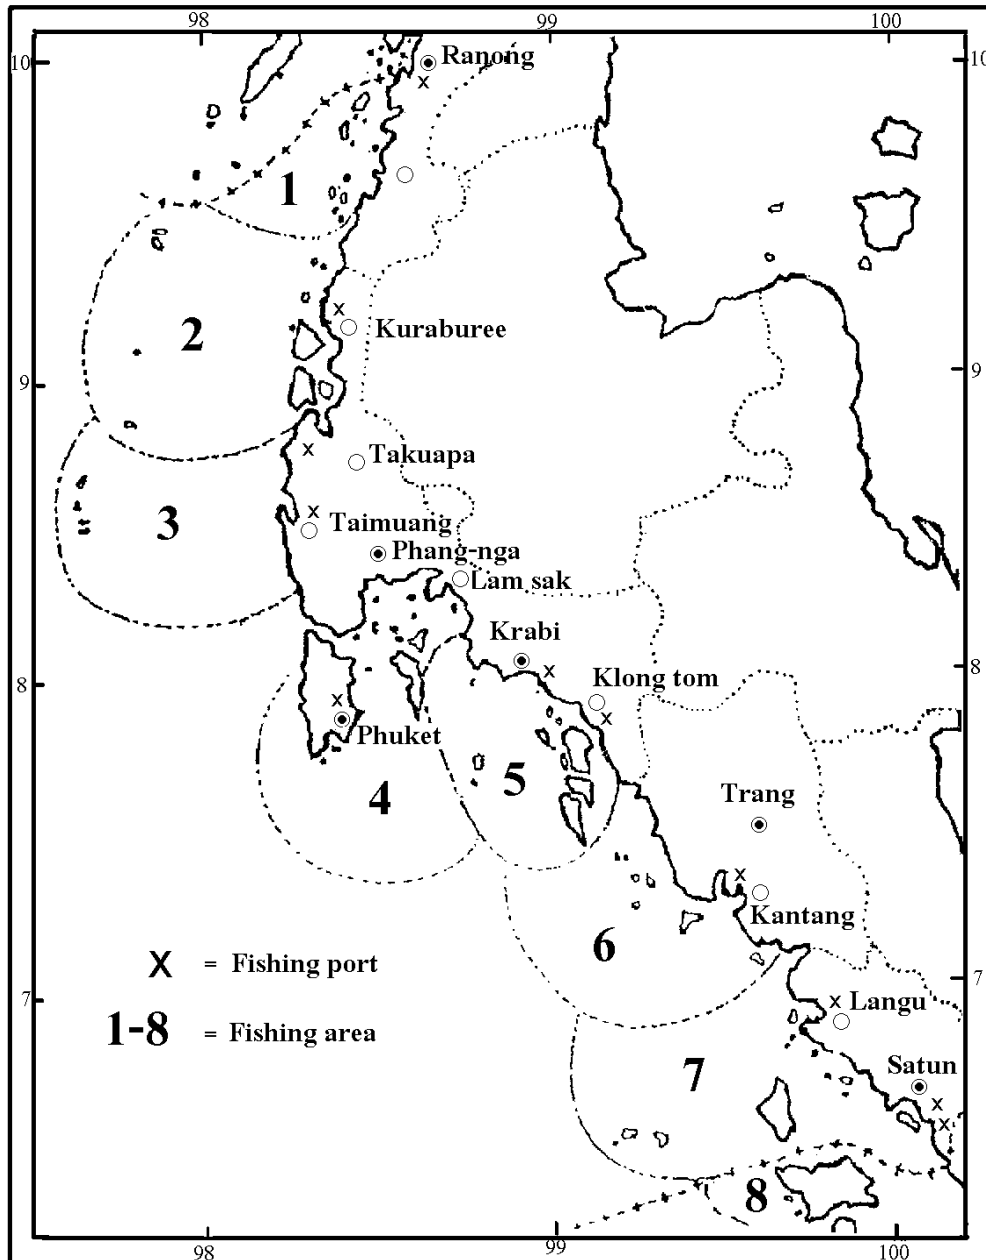 98 99 100
10 Ranong 10
1
2 Kuraburee
9 9
Takuapa
3 Taimuang
Phang-nga
Lam sak
Krabi
8 Klong tom 8
Phuket
4 5 Trang
Kantang
6
X = Fishing port
7 Langu 7
1-8 = Fishing area
7 Satun
8
98 99 100